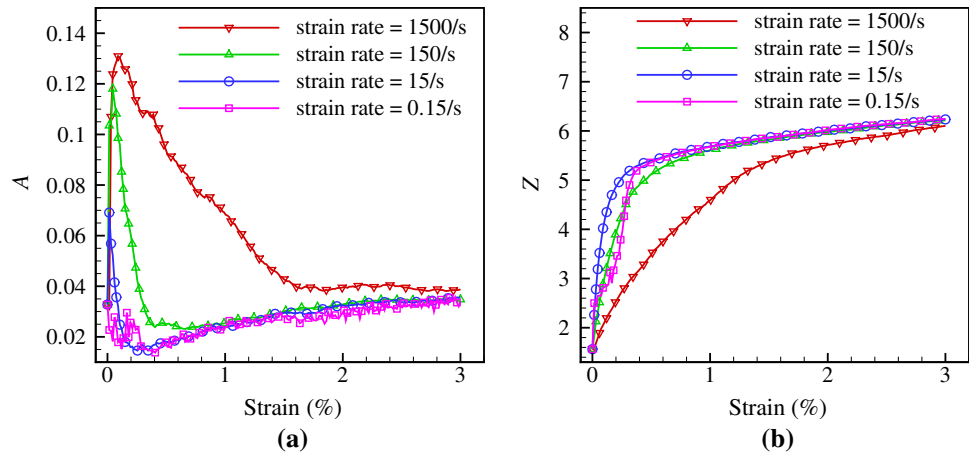 0.14
0.12
0.1
0.08
0.06
0.04
0.02
A
strain rate = 1500/s
strain rate = 150/s
strain rate = 15/s
strain rate = 0.15/s
0
1
2
3
Strain (%)
(a)
8
7
6
5
4
3
2
Z
strain rate = 1500/s
strain rate = 150/s
strain rate = 15/s
strain rate = 0.15/s
0
1
2
3
Strain (%)
(b)